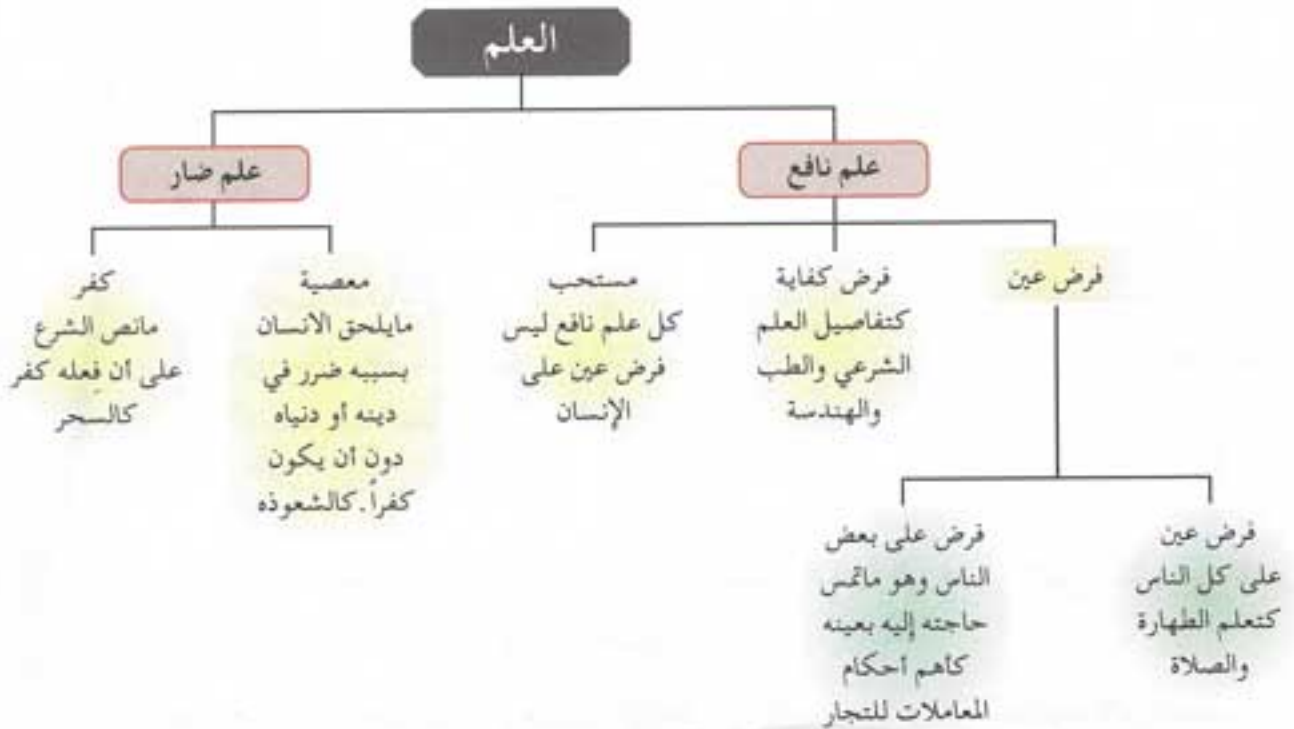 العلم
علم نافع
علم ضار
فرض عين
فرض كفاية
كتفاصيل العلم
الشرعي والطب
والهندسة
مستحب
كل علم نافع ليس
فرض عين على
الإنسان
معصية
مايلحق الانسان
بسببه ضرر في
دينه أو دنياه
دون أن يكون
كفراً. كالشعوذه
كفر
مانص الشرع
على أن فِعله كفر
كالسحر
فرض عين
على كل الناس
كتعلم الطهارة
والصلاة
فرض على بعض
الناس وهو ماتمس
حاجته إليه بعينه
كأهم أحكام
المعاملات للتجار